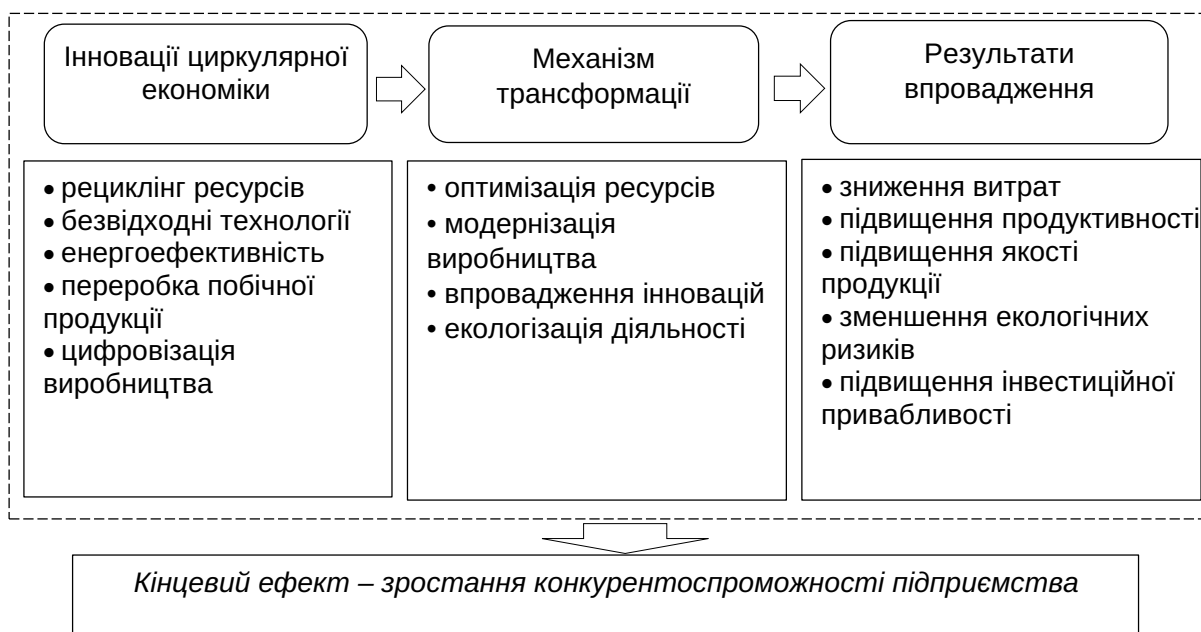 Інновації циркулярної
економіки
Механізм
трансформації
Результати
впровадження
• рециклінг ресурсів
• безвідходні технології
• енергоефективність
• переробка побічної
продукції
• цифровізація
виробництва
• оптимізація ресурсів
• модернізація
виробництва
• впровадження інновацій
• екологізація діяльності
• зниження витрат
• підвищення продуктивності
• підвищення якості
продукції
• зменшення екологічних
ризиків
• підвищення інвестиційної
привабливості
Кінцевий ефект – зростання конкурентоспроможності підприємства